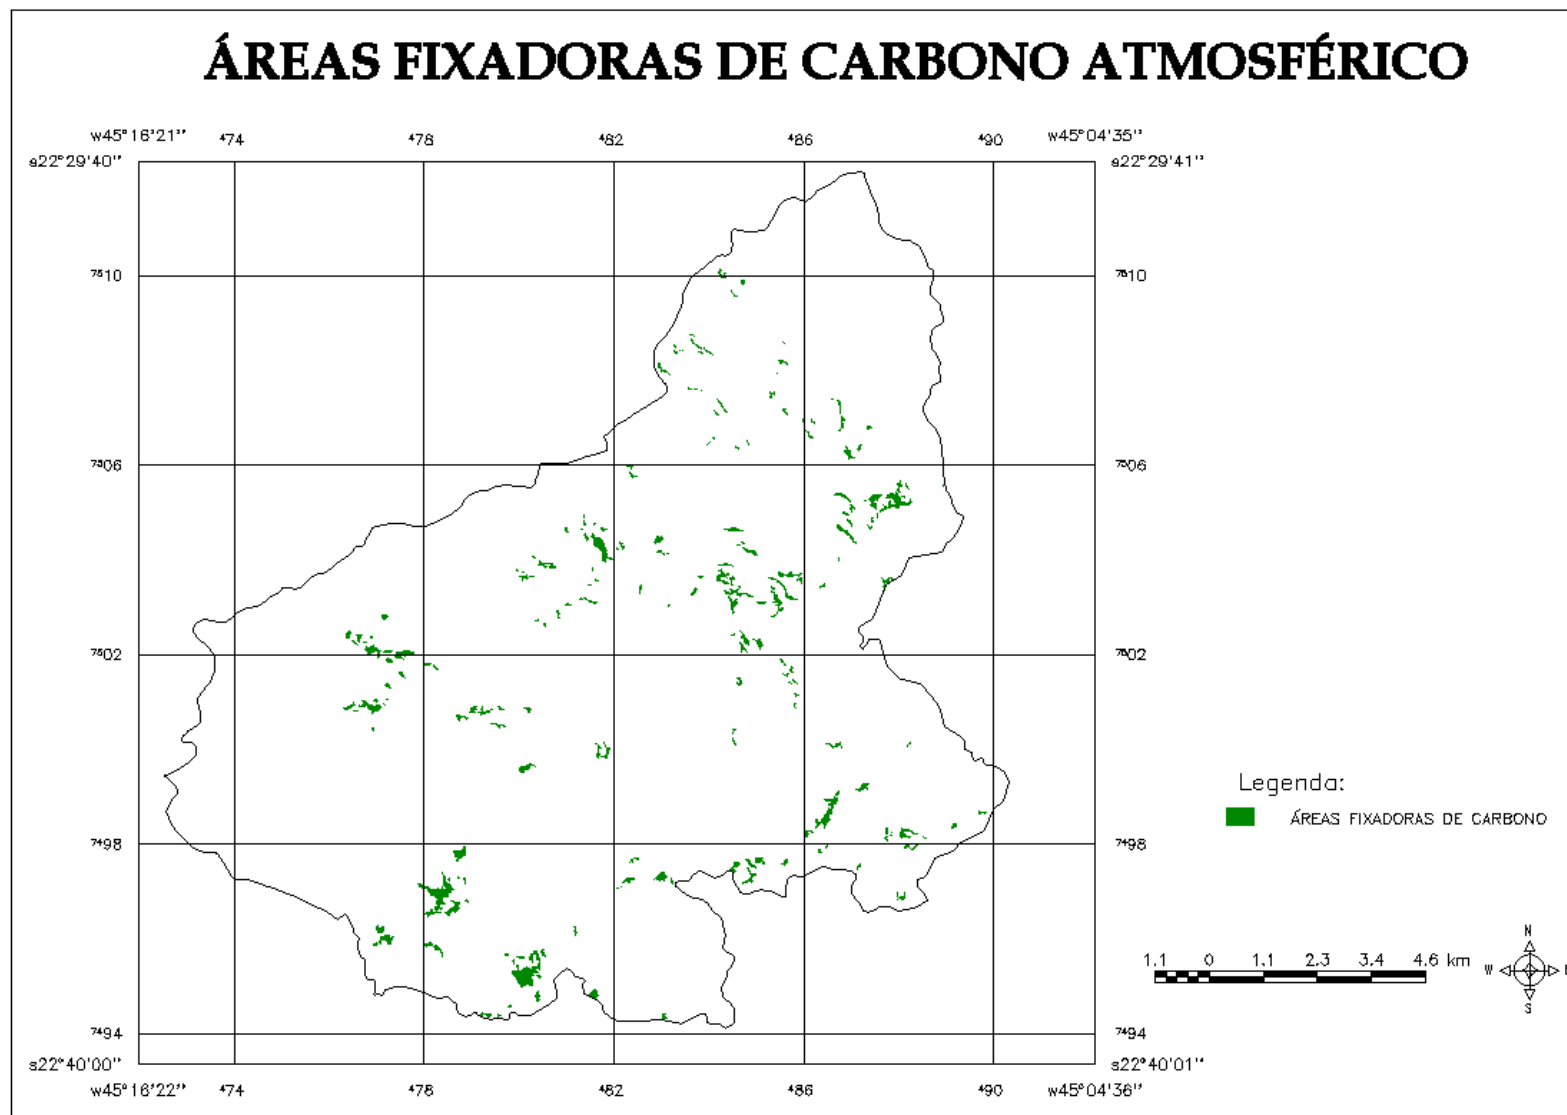 ÁREAS FIXADORAS DE CARBONO ATMOSFÉRICO
w45°16'21'' 474 478 482 486 490 w45°04'35''
s22°29'40'' s22°29'41''
7510 7510
7506 7506
7502 7502
Legenda:
ÁREAS FIXADORAS DE CARBONO
7498 7498
N
1.1 0 1.1 2.3 3.4 4.6 km W E
S
7494 7494
s22°40'00'' s22°40'01''
w45°16'22'' 474 478 482 486 490 w45°04'36''